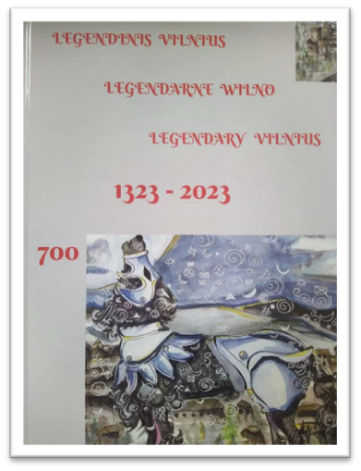 LEGENDINIS VILNIUS
LEGENDARNE WILNO
LEGENDARY VILNIUS
1323 - 2023
700